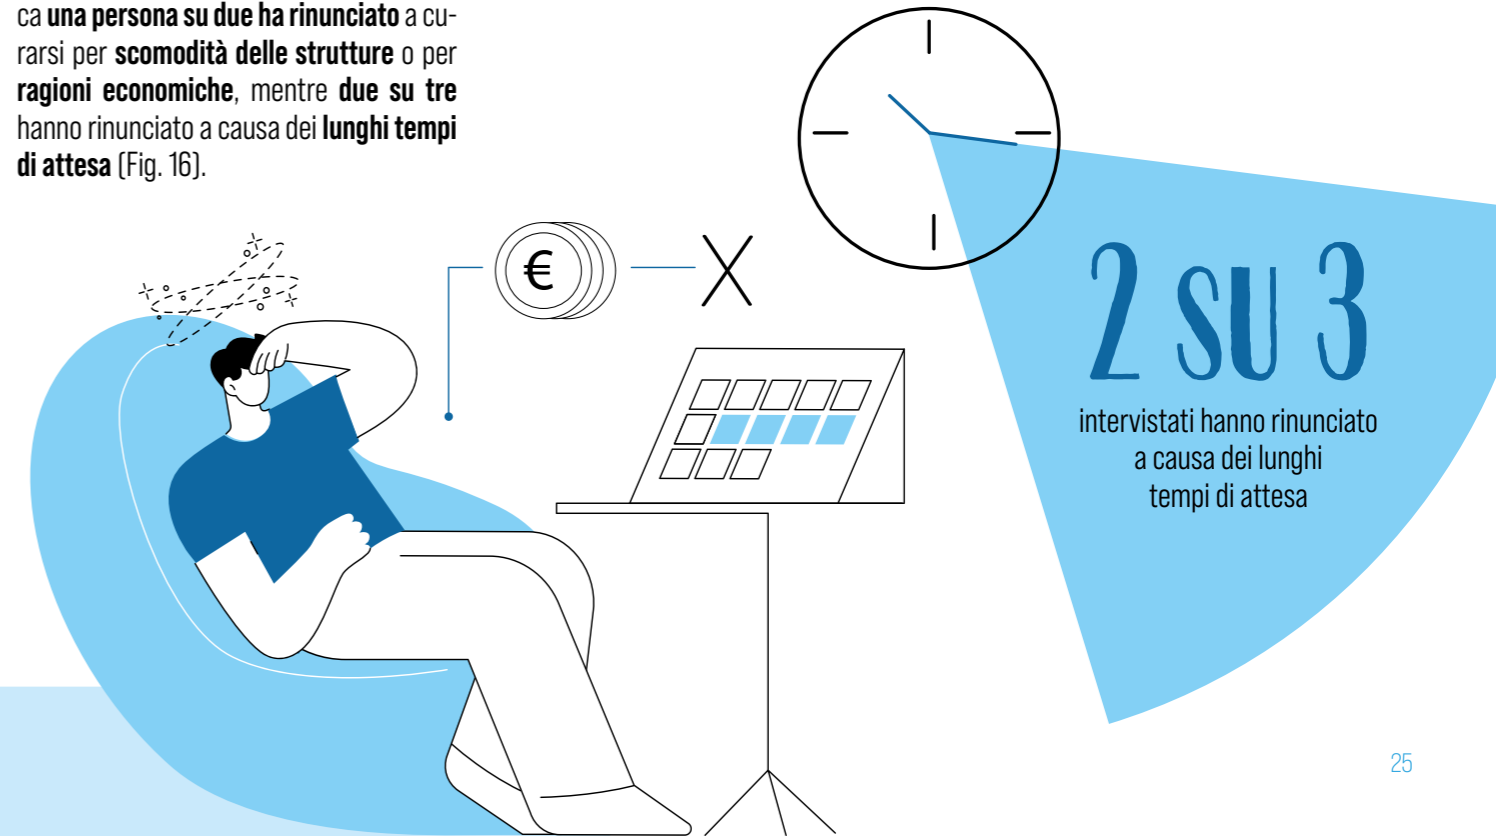 ca una persona su due ha rinunciato a cu-
rarsi per scomodità delle strutture o per
ragioni economiche, mentre due su tre
hanno rinunciato a causa dei lunghi tempi
di attesa (Fig. 16).
€
2 SU 3
intervistati hanno rinunciato
a causa dei lunghi
tempi di attesa
25